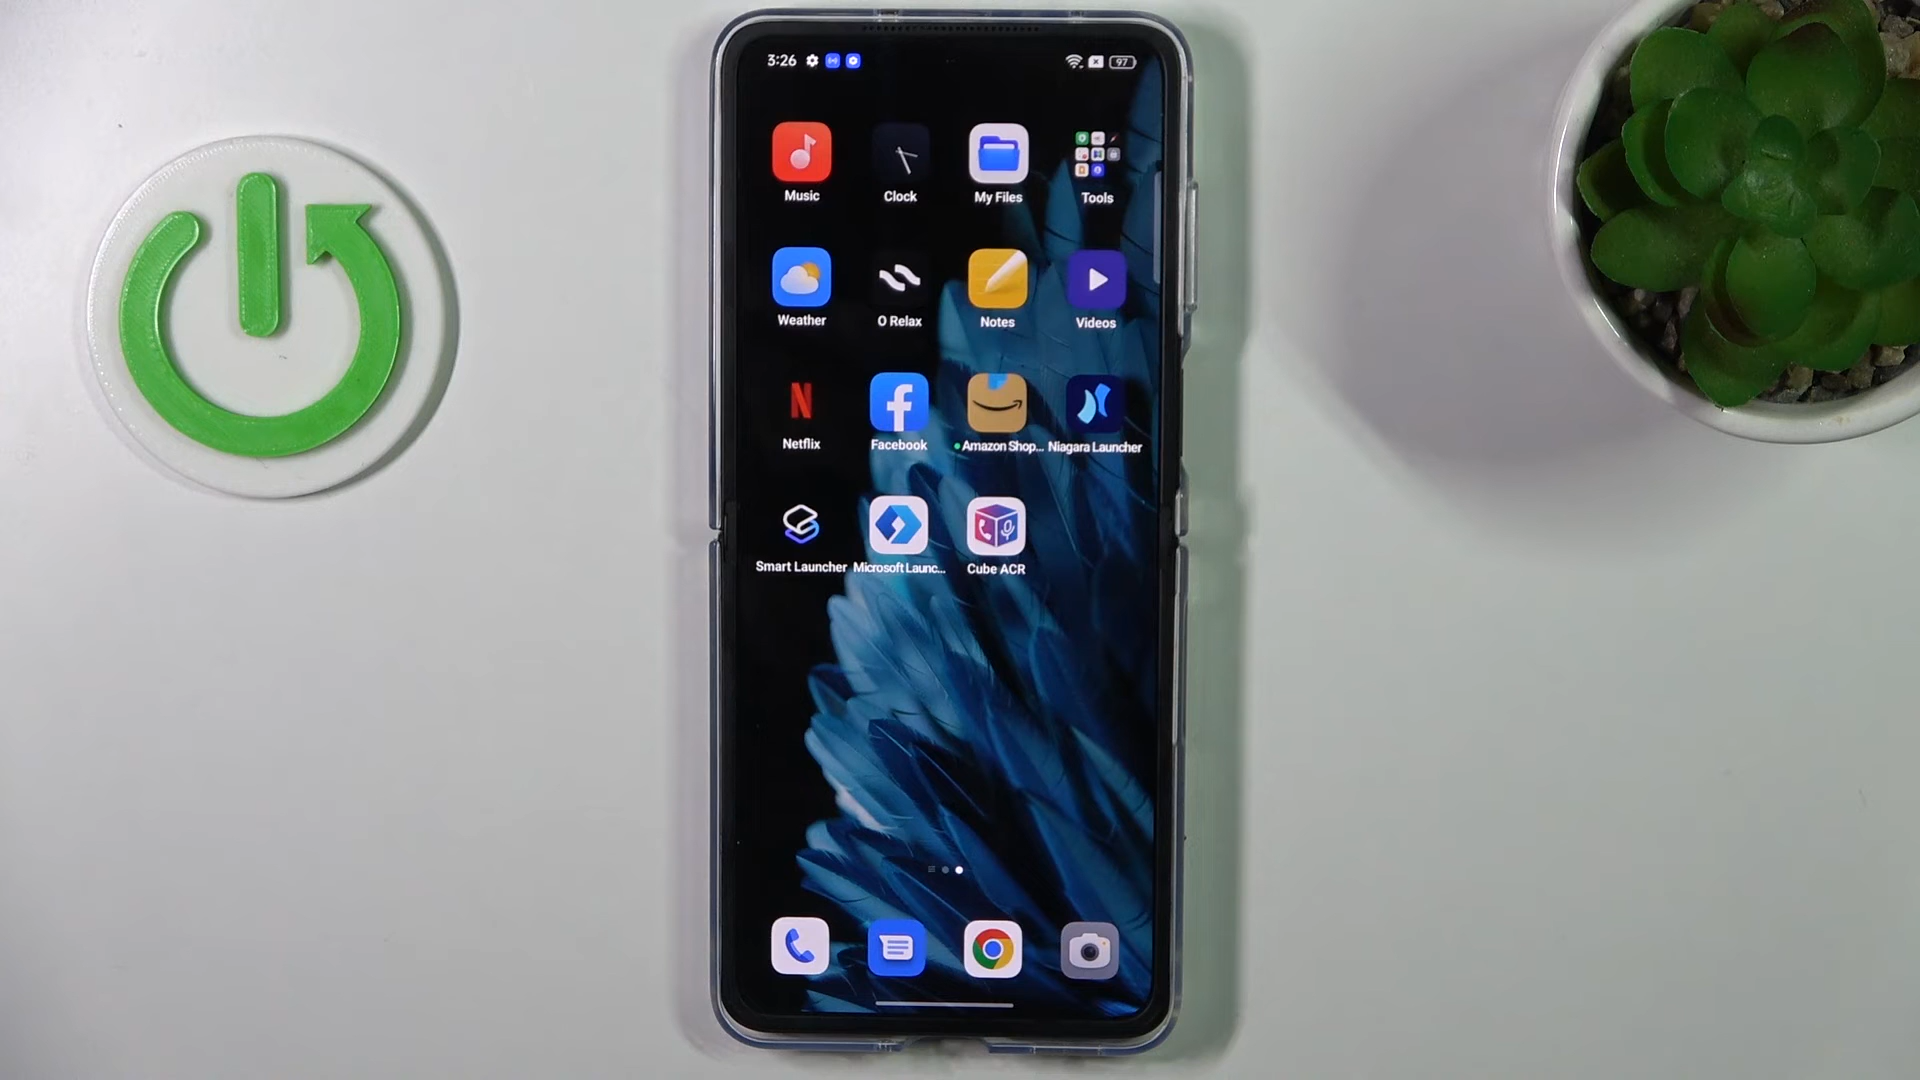 3:26
97
Music Clock My Files Tools
Weather O Relax Notes Videos
Netflix Facebook Amazon Shop... Niagara Launcher
Smart Launcher Microsoft Launc... Cube ACR